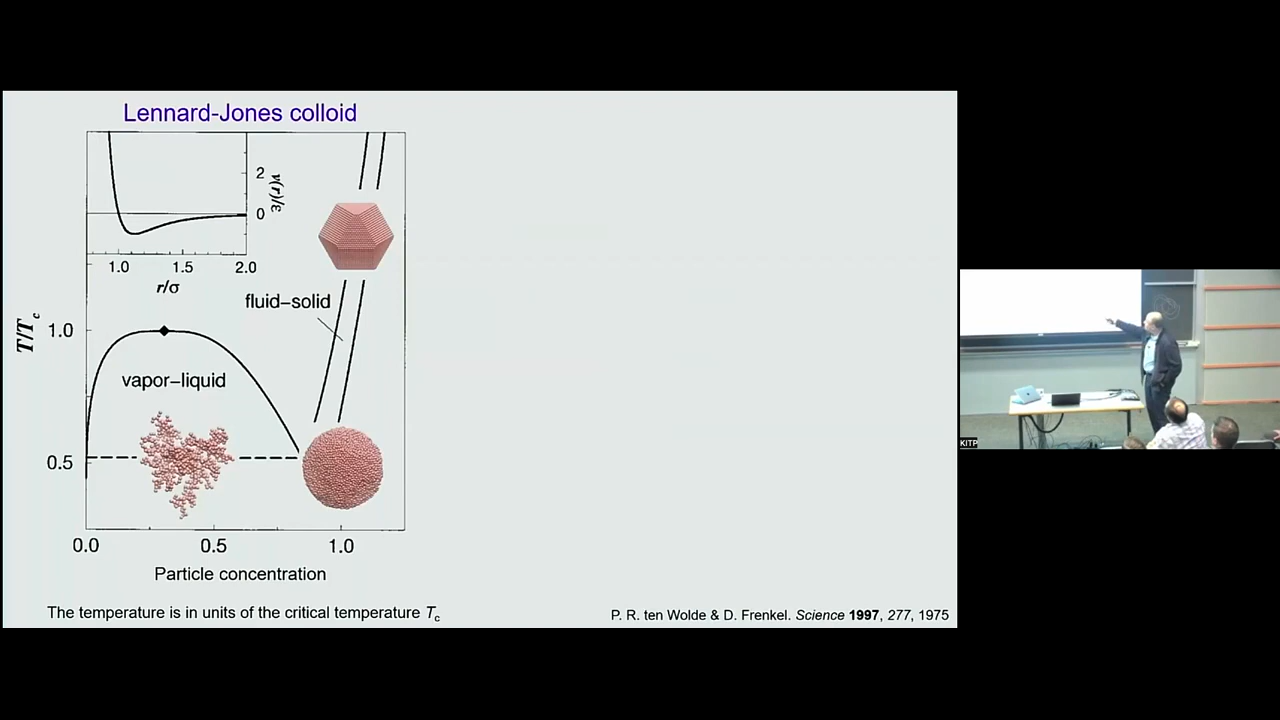 Lennard-Jones colloid
2
0
v(r)/ε
1.0 1.5 2.0
r/σ
fluid–solid
T/Tc
1.0
vapor–liquid
0.5
0.0 0.5 1.0
Particle concentration
The temperature is in units of the critical temperature Tc
P. R. ten Wolde & D. Frenkel. Science 1997, 277, 1975
KITP